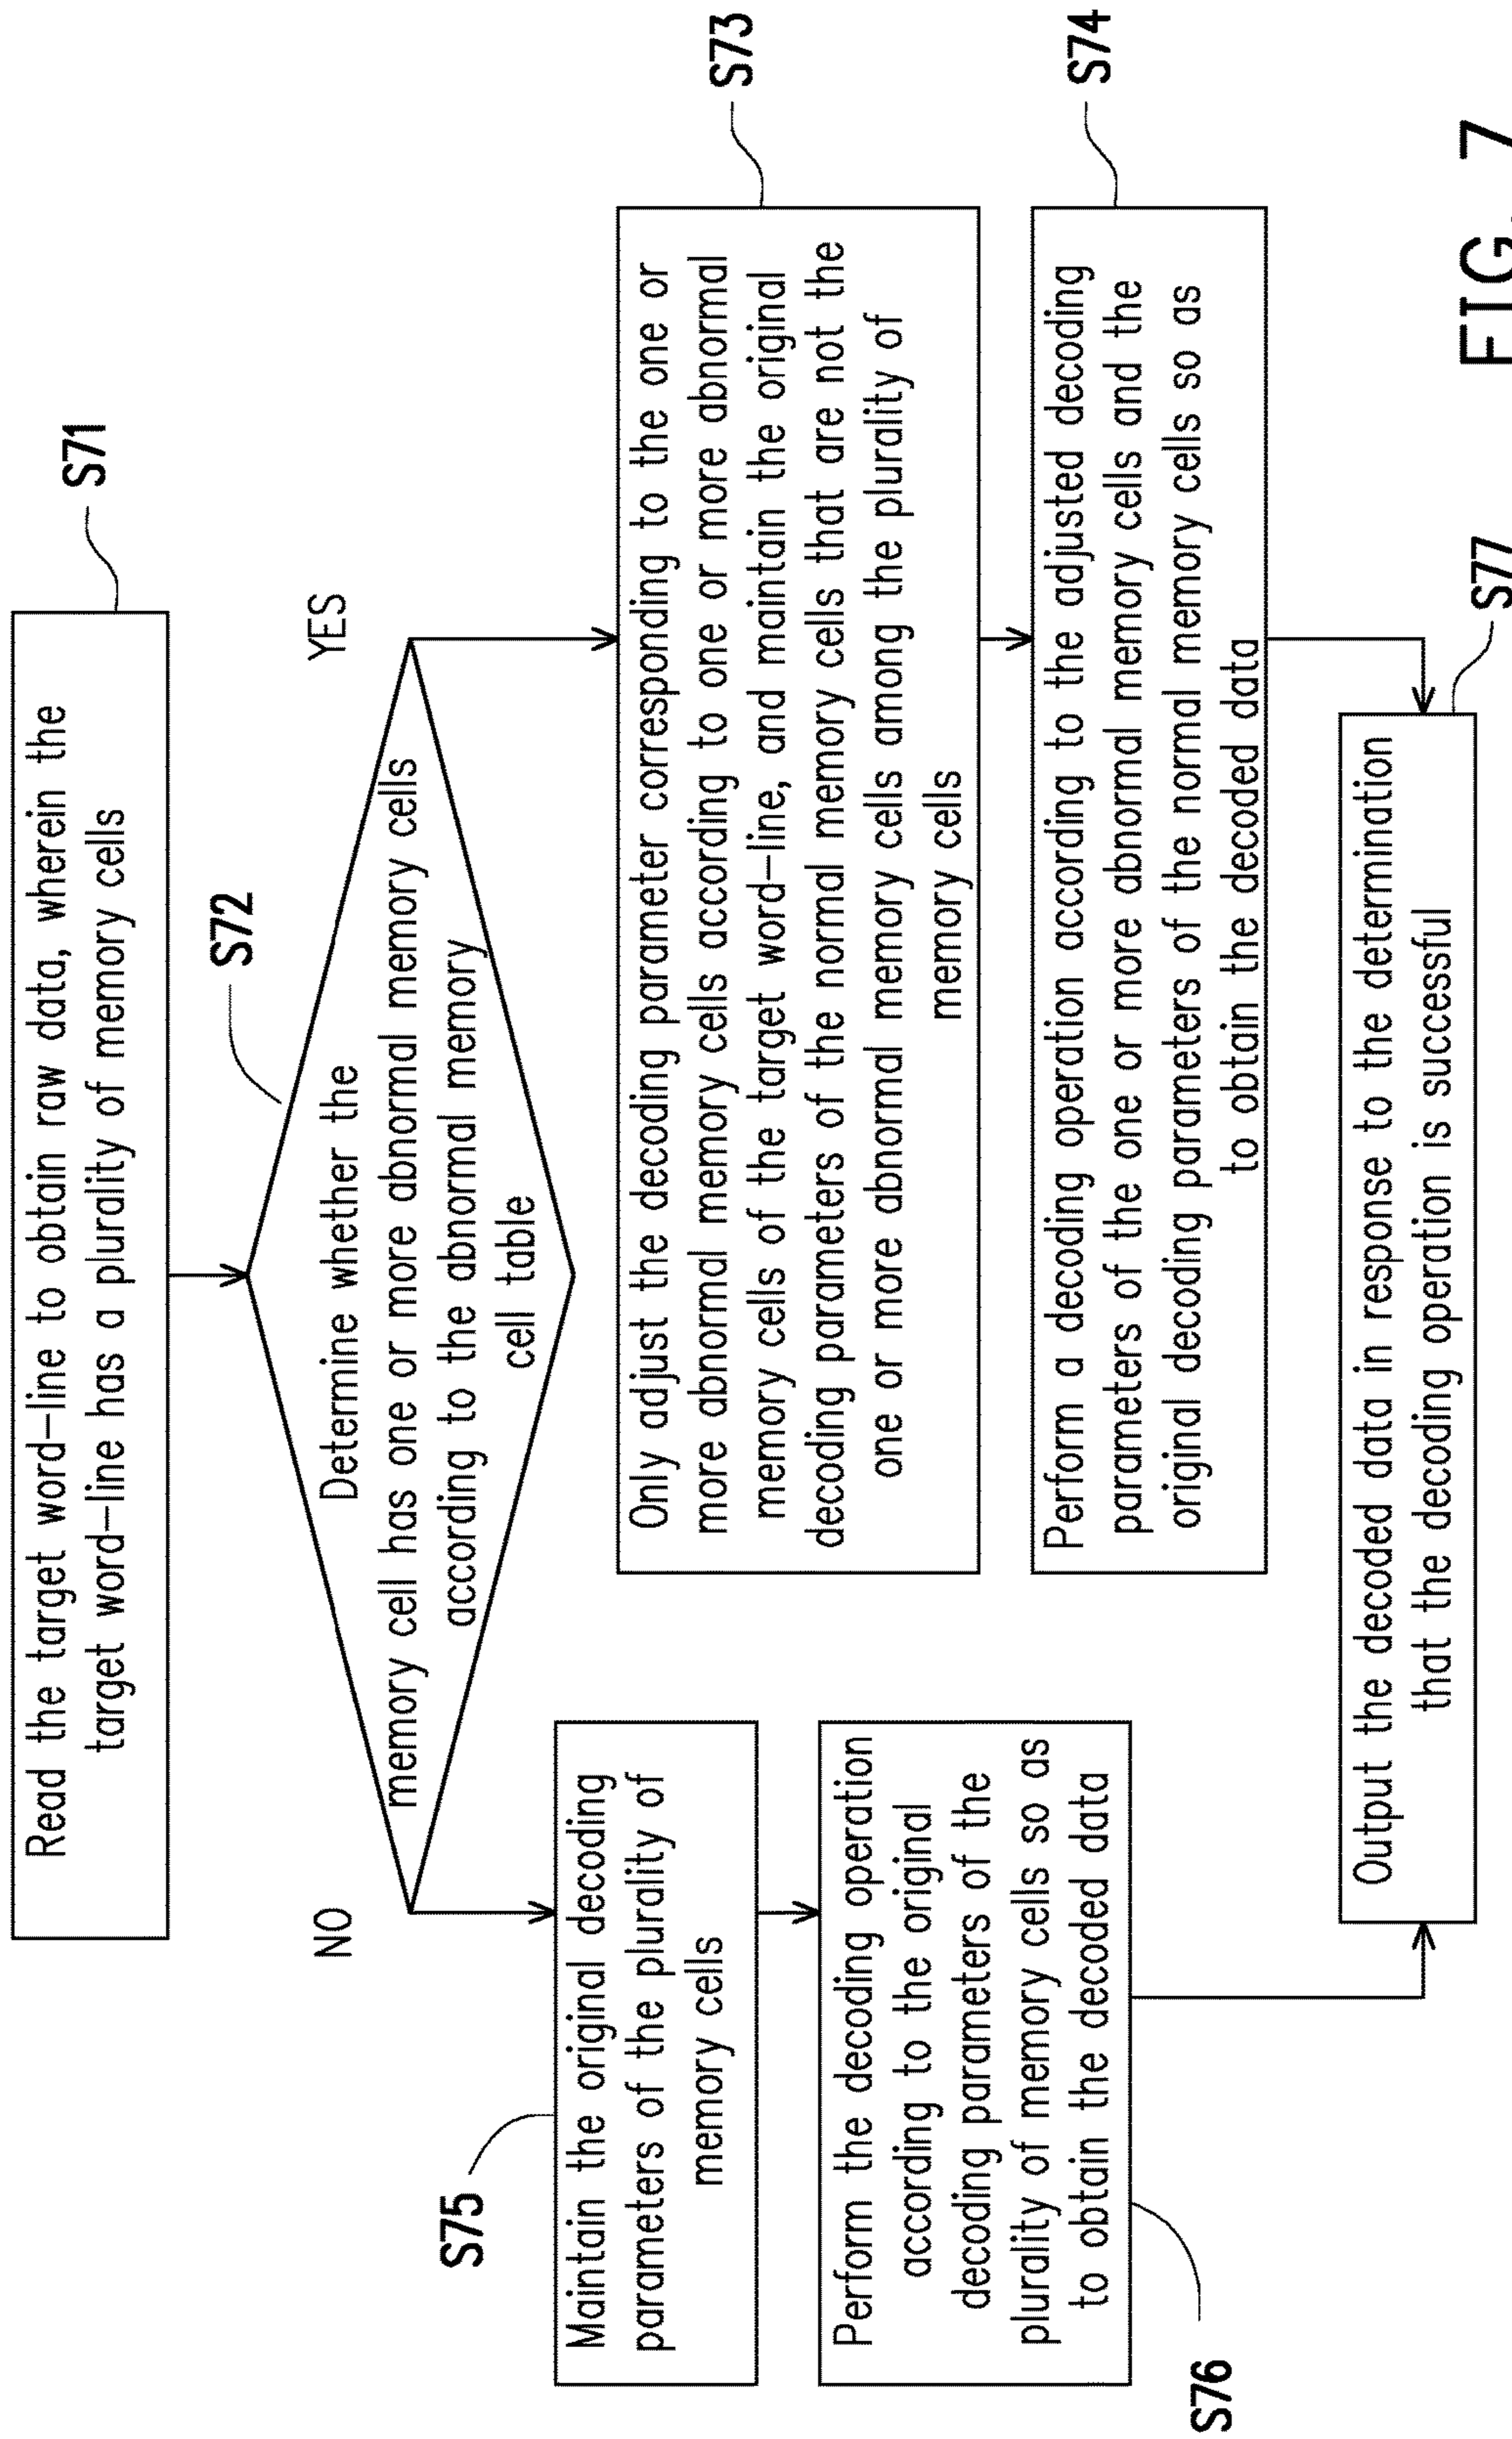 Read the target word-line to obtain raw data, wherein the
target word-line has a plurality of memory cells
S71
S72
Determine whether the
memory cell has one or more abnormal memory cells
according to the abnormal memory
cell table
NO
YES
S75
Maintain the original decoding
parameters of the plurality of
memory cells
Only adjust the decoding parameter corresponding to the one or
more abnormal memory cells according to one or more abnormal
memory cells of the target word-line, and maintain the original
decoding parameters of the normal memory cells that are not the
one or more abnormal memory cells among the plurality of
memory cells
S73
Perform the decoding operation
according to the original
decoding parameters of the
plurality of memory cells so as
to obtain the decoded data
S76
Perform a decoding operation according to the adjusted decoding
parameters of the one or more abnormal memory cells and the
original decoding parameters of the normal memory cells so as
to obtain the decoded data
S74
Output the decoded data in response to the determination
that the decoding operation is successful
S77
FIG. 7